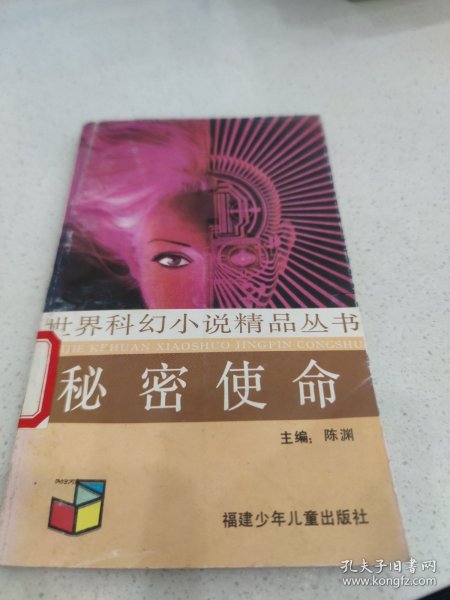 世界科幻小说精品丛书
JIE KEHUAN XIAOSHUO JINGPIN CONGSHU
秘密使命
主编：陈渊
福建少年儿童出版社
孔夫子旧书网
www.kongfz.com